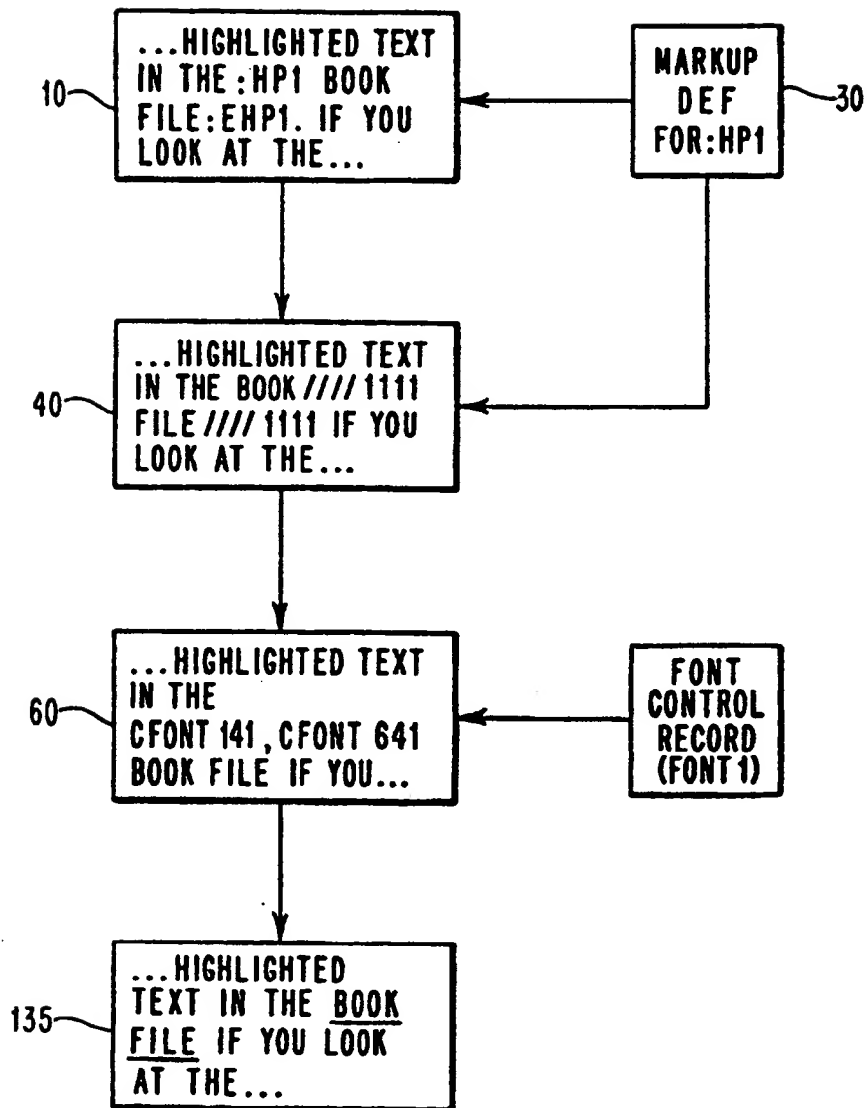 ...HIGHLIGHTED TEXT
IN THE :HP1 BOOK
FILE:EHP1. IF YOU
LOOK AT THE...
10
MARKUP
DEF
FOR:HP1
30
...HIGHLIGHTED TEXT
IN THE BOOK////1111
FILE////1111 IF YOU
LOOK AT THE...
40
...HIGHLIGHTED TEXT
IN THE
CFONT 141, CFONT 641
BOOK FILE IF YOU...
60
FONT
CONTROL
RECORD
(FONT 1)
...HIGHLIGHTED
TEXT IN THE BOOK
FILE IF YOU LOOK
AT THE...
135